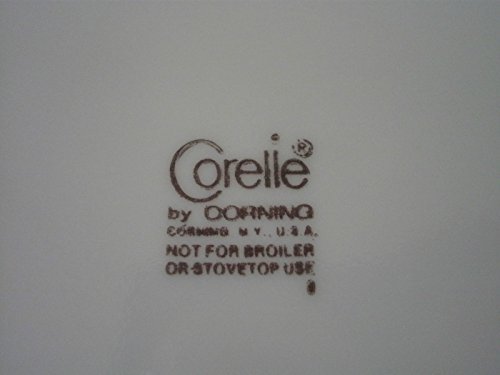 Corelle®
by CORNING
CORNING N.Y., U.S.A.
NOT FOR BROILER
OR STOVETOP USE